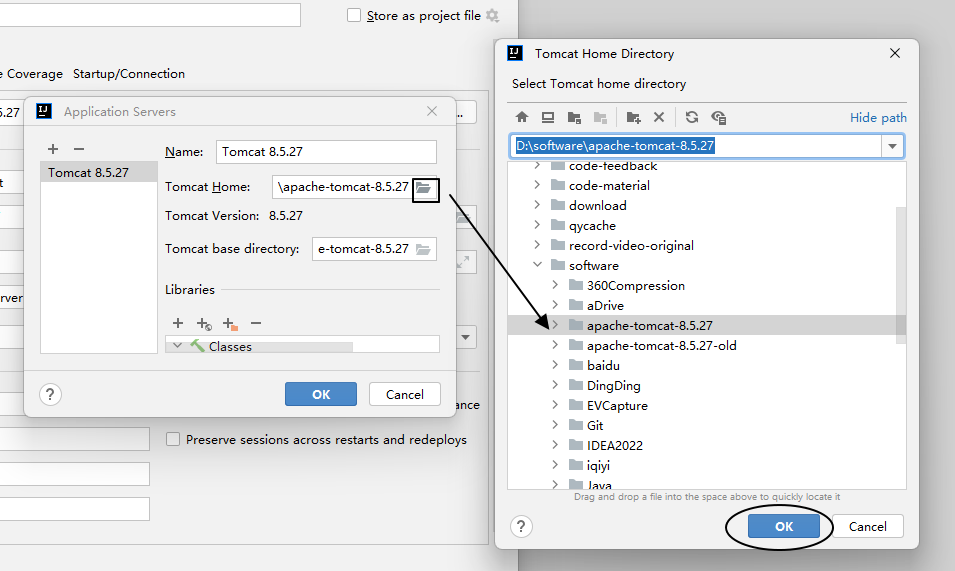 Store as project file
e Coverage
Startup/Connection
5.27
Application Servers
Tomcat 8.5.27
Name:
Tomcat 8.5.27
Tomcat Home:
\apache-tomcat-8.5.27
Tomcat Version:
8.5.27
Tomcat base directory:
e-tomcat-8.5.27
Libraries
Classes
?
OK
Cancel
t
erver
ance
Preserve sessions across restarts and redeploys
Tomcat Home Directory
Select Tomcat home directory
Hide path
D:\software\apache-tomcat-8.5.27
code-feedback
code-material
download
qycache
record-video-original
software
360Compression
aDrive
apache-tomcat-8.5.27
apache-tomcat-8.5.27-old
baidu
DingDing
EVCapture
Git
IDEA2022
iqiyi
Java
Drag and drop a file into the space above to quickly locate it
?
OK
Cancel